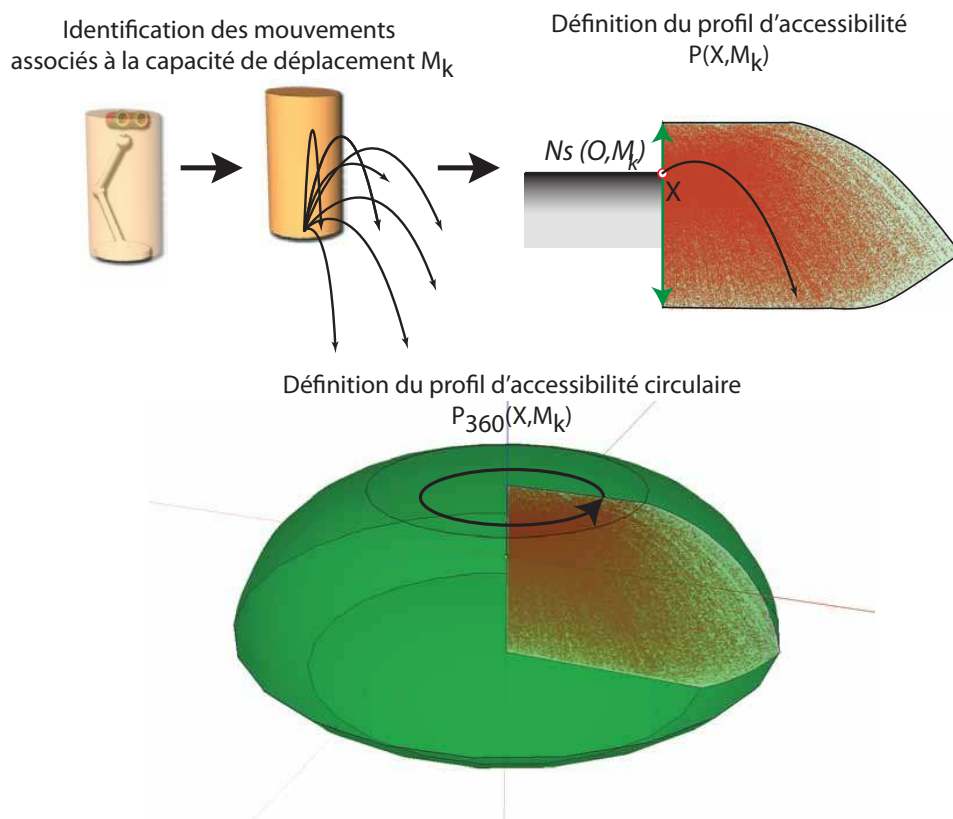 Identification des mouvements
associés à la capacité de déplacement Mk
Définition du profil d'accessibilité
P(X,Mk)
Ns (O,Mk)
X
Définition du profil d'accessibilité circulaire
P360(X,Mk)